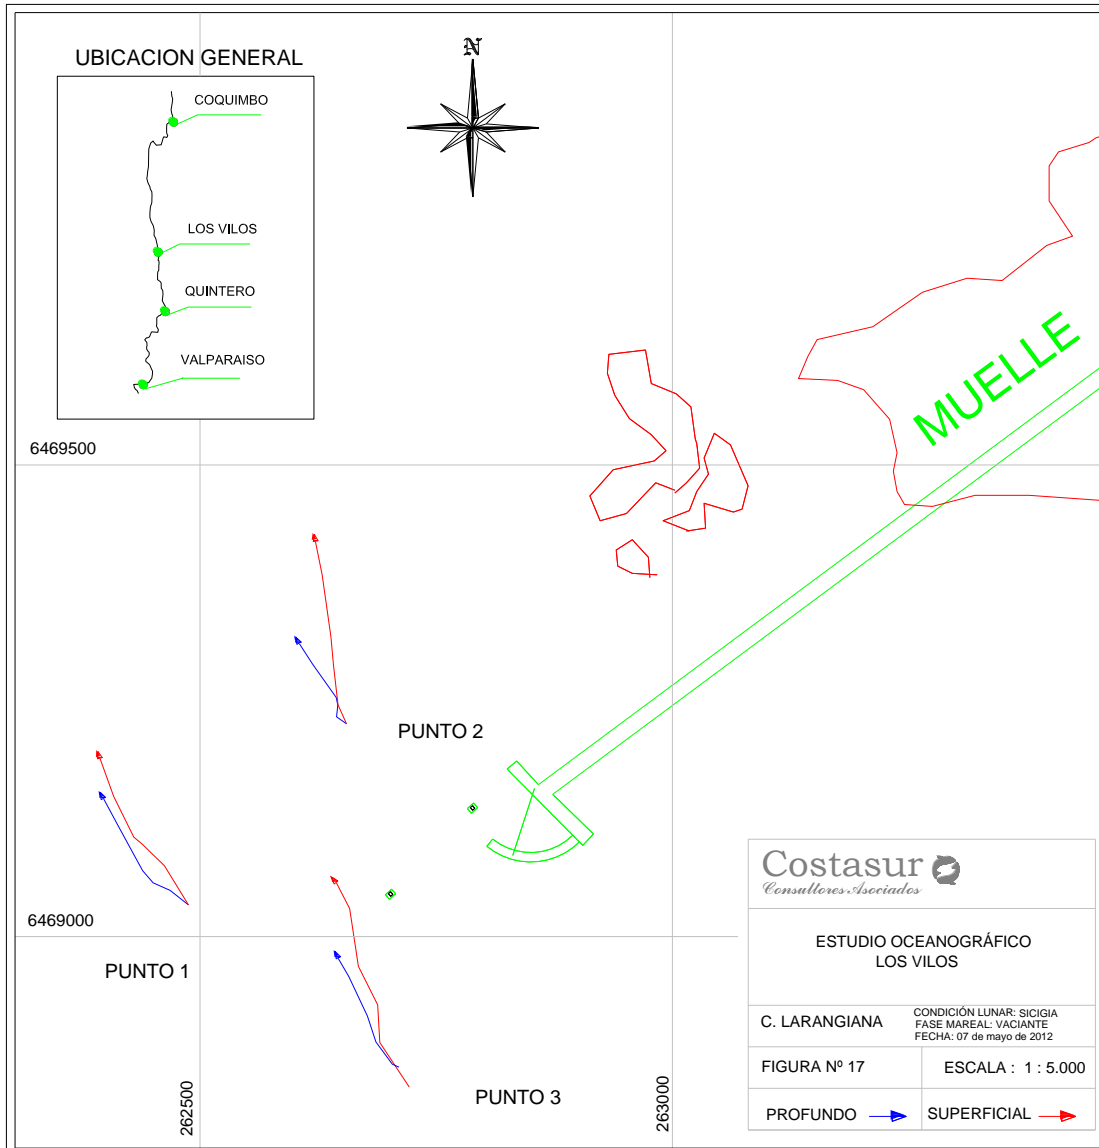 UBICACION GENERAL
COQUIMBO
LOS VILOS
QUINTERO
VALPARAISO
N
MUELLE
6469500
PUNTO 2
6469000
PUNTO 1
PUNTO 3
262500
263000
Costasur
Consultores Asociados
ESTUDIO OCEANOGRÁFICO
LOS VILOS
C. LARANGIANA
CONDICIÓN LUNAR: SICIGIA
FASE MAREAL: VACIANTE
FECHA: 07 de mayo de 2012
FIGURA Nº 17
ESCALA : 1 : 5.000
PROFUNDO
SUPERFICIAL